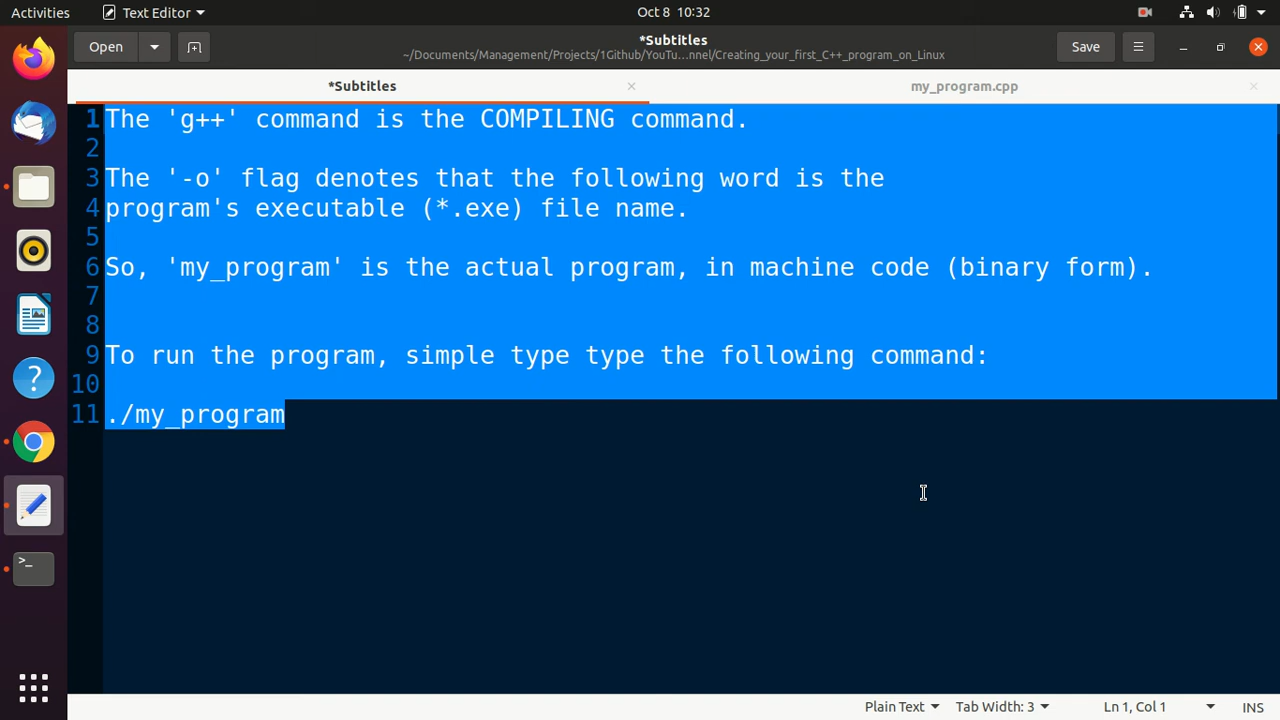 Activities
Text Editor
Oct 8 10:32
Open
*Subtitles
~/Documents/Management/Projects/1Github/YouTu...nnel/Creating_your_first_C++_program_on_Linux
Save
*Subtitles
my_program.cpp
1 The 'g++' command is the COMPILING command.
2
3 The '-o' flag denotes that the following word is the
4 program's executable (*.exe) file name.
5
6 So, 'my_program' is the actual program, in machine code (binary form).
7
8
9 To run the program, simple type type the following command:
10
11 ./my_program
Plain Text
Tab Width: 3
Ln 1, Col 1
INS